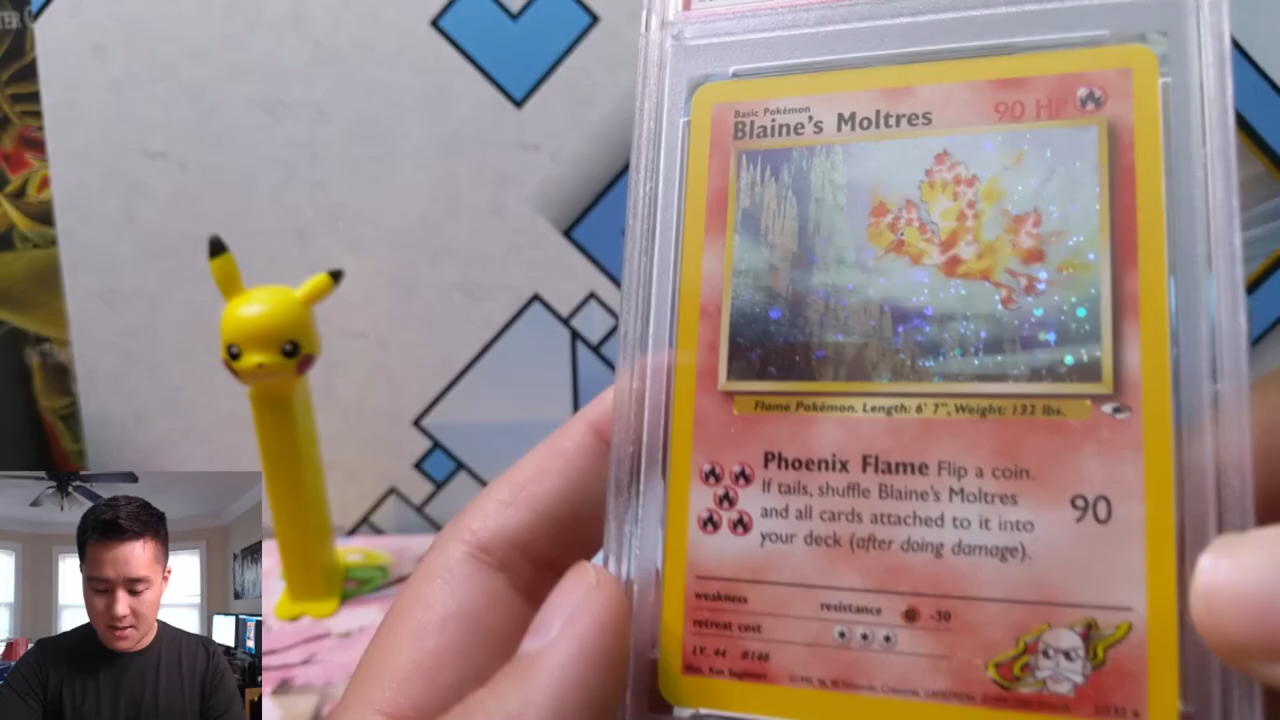 Basic Pokémon
Blaine's Moltres
90 HP
Flame Pokémon. Length: 6' 7", Weight: 132 lbs.
Phoenix Flame Flip a coin.
If tails, shuffle Blaine's Moltres
and all cards attached to it into
your deck (after doing damage).
90
weakness
resistance -30
retreat cost
LV. 44 #146